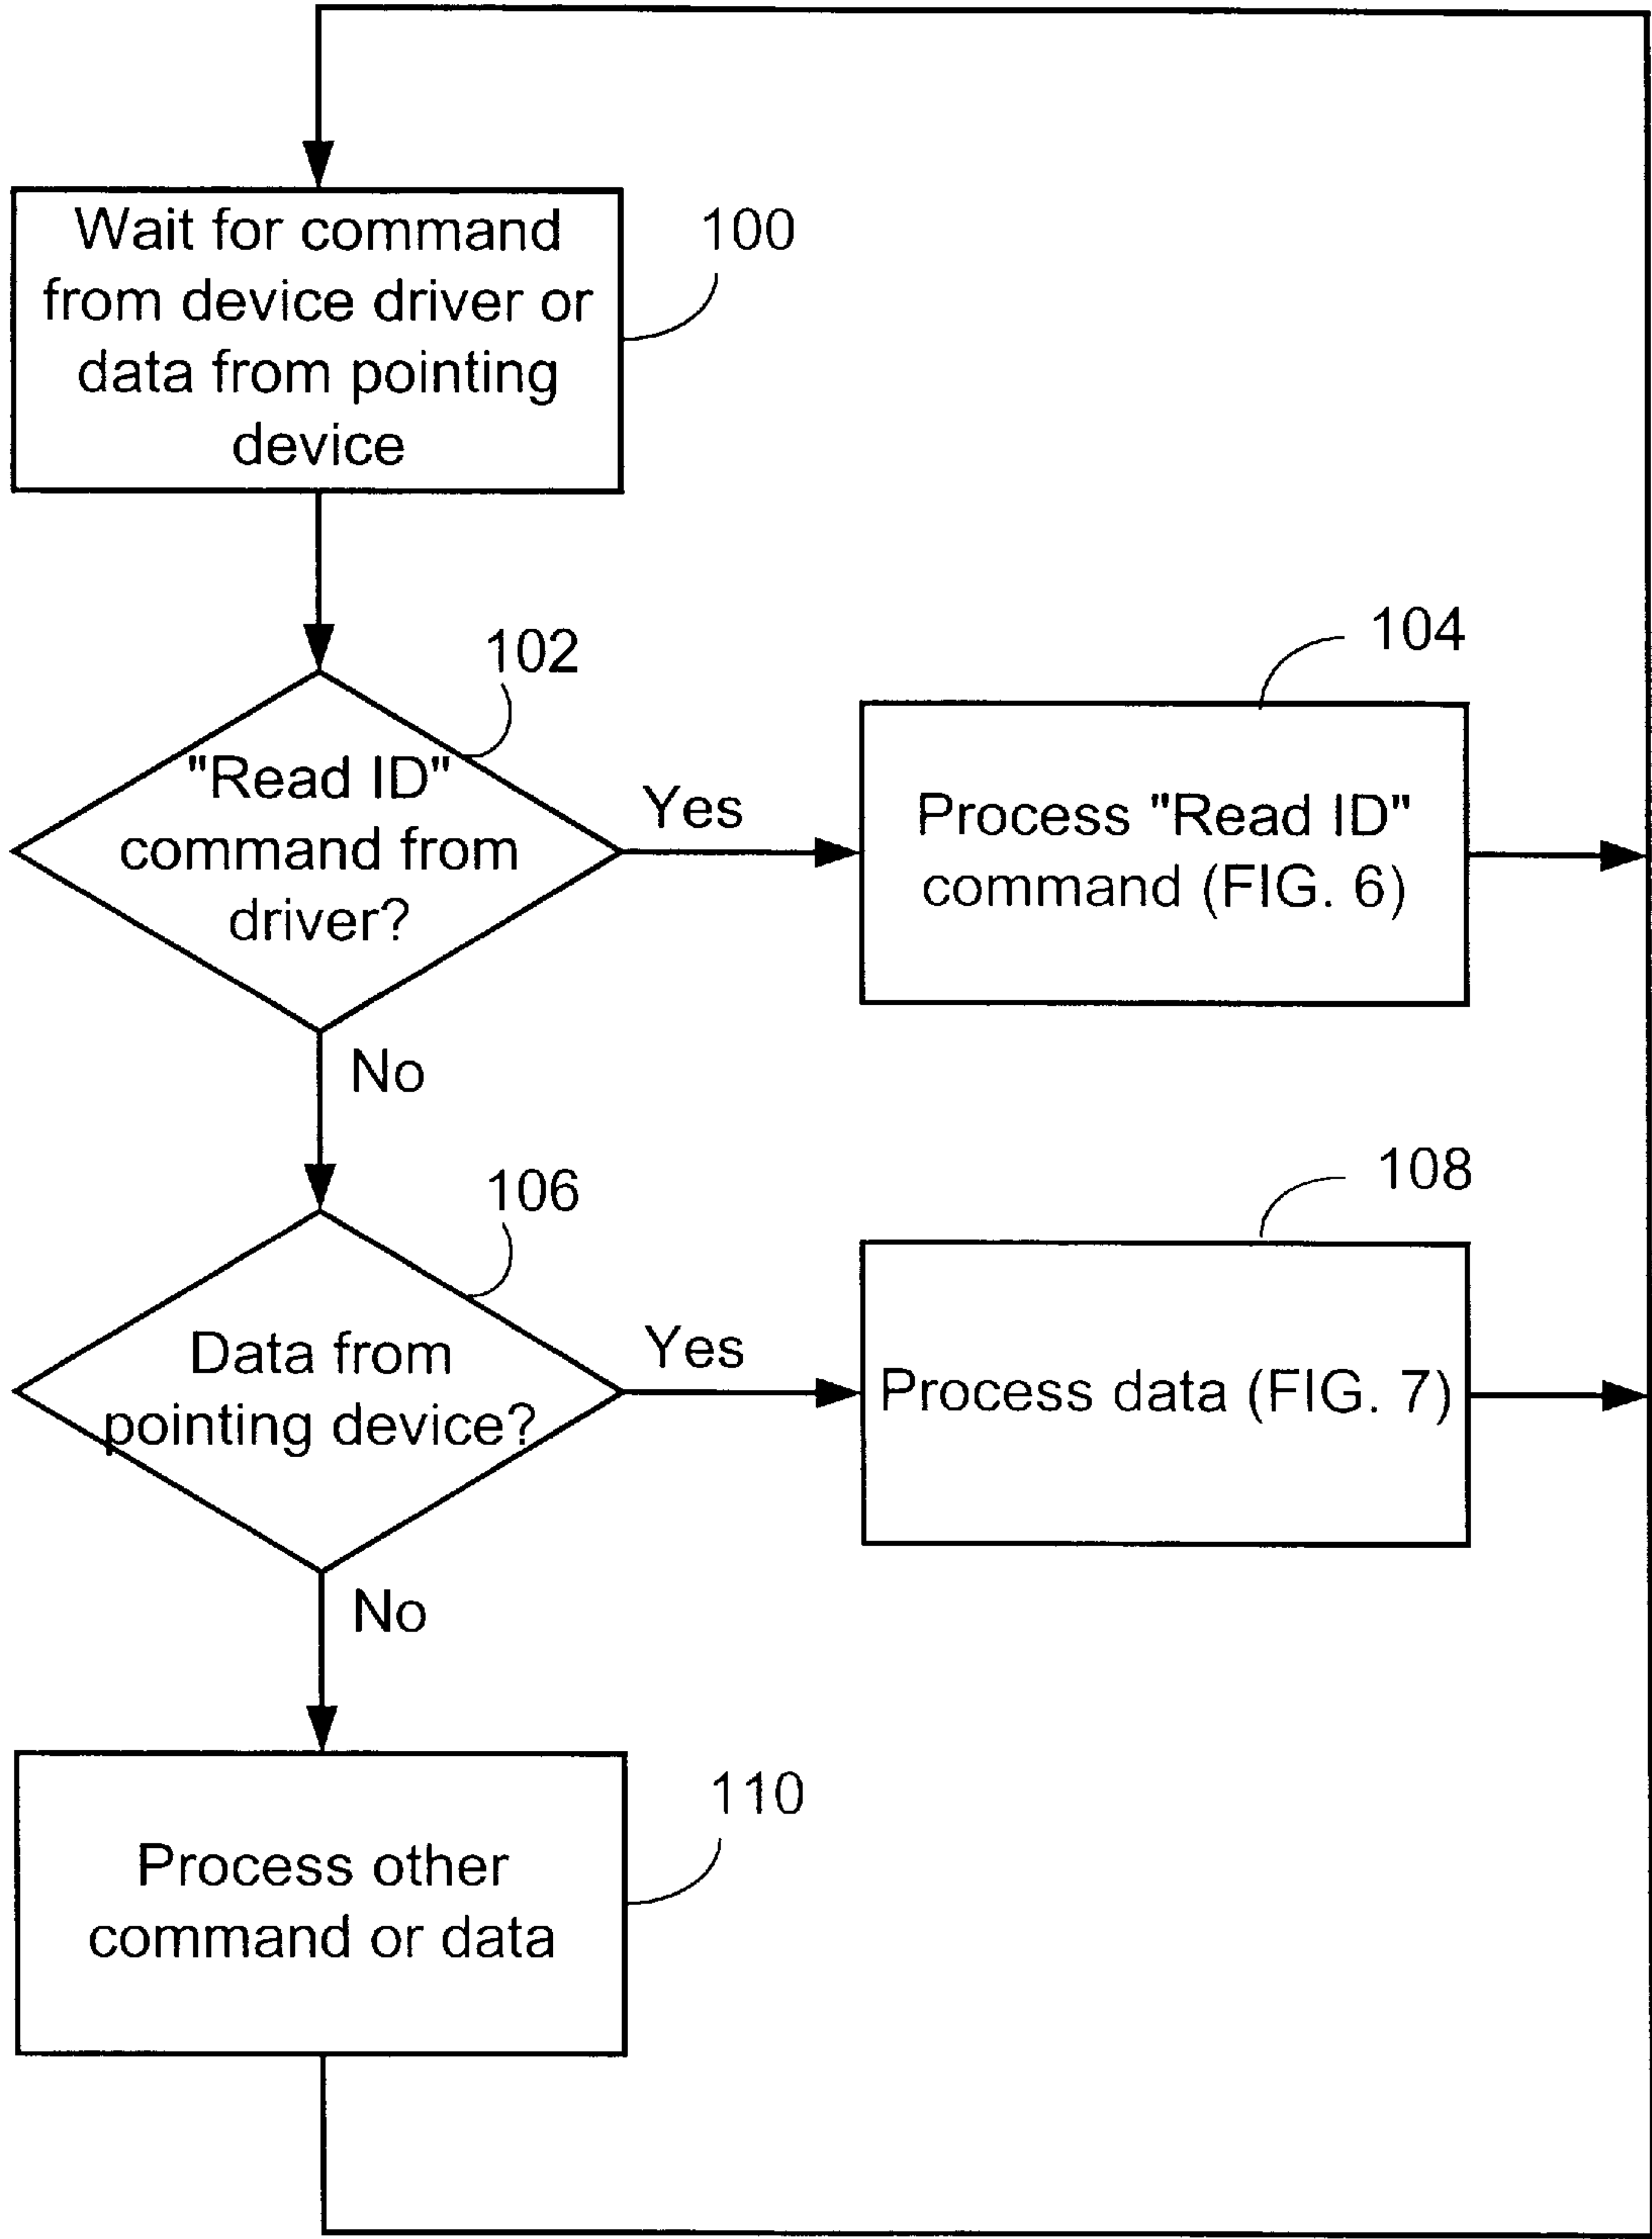 Wait for command
from device driver or
data from pointing
device
100
102
"Read ID"
command from
driver?
Yes
104
Process "Read ID"
command (FIG. 6)
No
106
Data from
pointing device?
Yes
108
Process data (FIG. 7)
No
110
Process other
command or data